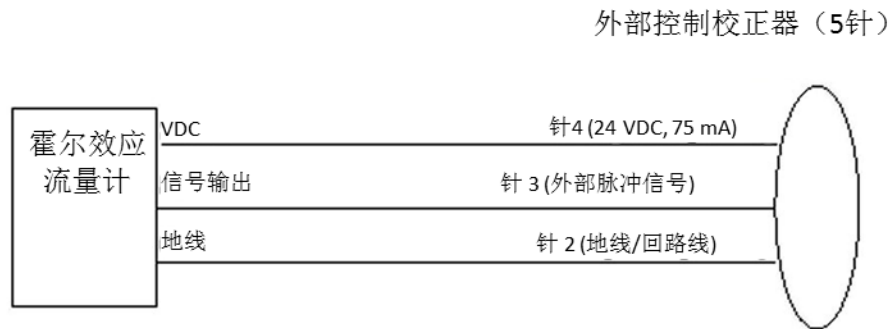 外部控制校正器（5针）
霍尔效应
流量计
VDC
针4 (24 VDC, 75 mA)
信号输出
针 3 (外部脉冲信号)
地线
针 2 (地线/回路线)